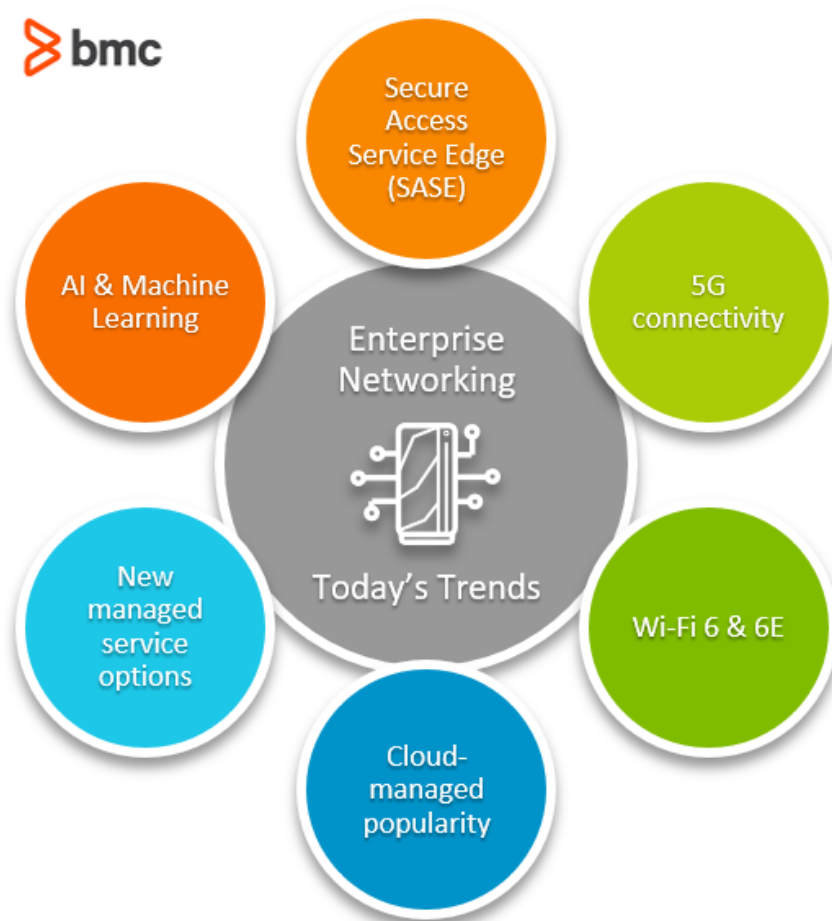 bmc
Secure
Access
Service Edge
(SASE)
AI & Machine
Learning
5G
connectivity
Enterprise
Networking
Today's Trends
New
managed
service
options
Wi-Fi 6 & 6E
Cloud-
managed
popularity